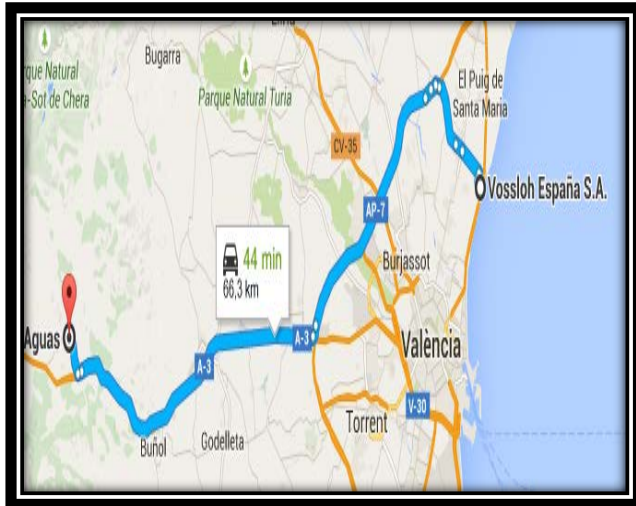 Bugarra
rque Natural
-Sot de Chera
Parque Natural Turia
El Puig de
Santa Maria
CV-35
Vossloh España S.A.
AP-7
44 min
66,3 km
Burjassot
Aguas
A-3
València
A-3
V-30
Torrent
Buñol
Godelleta